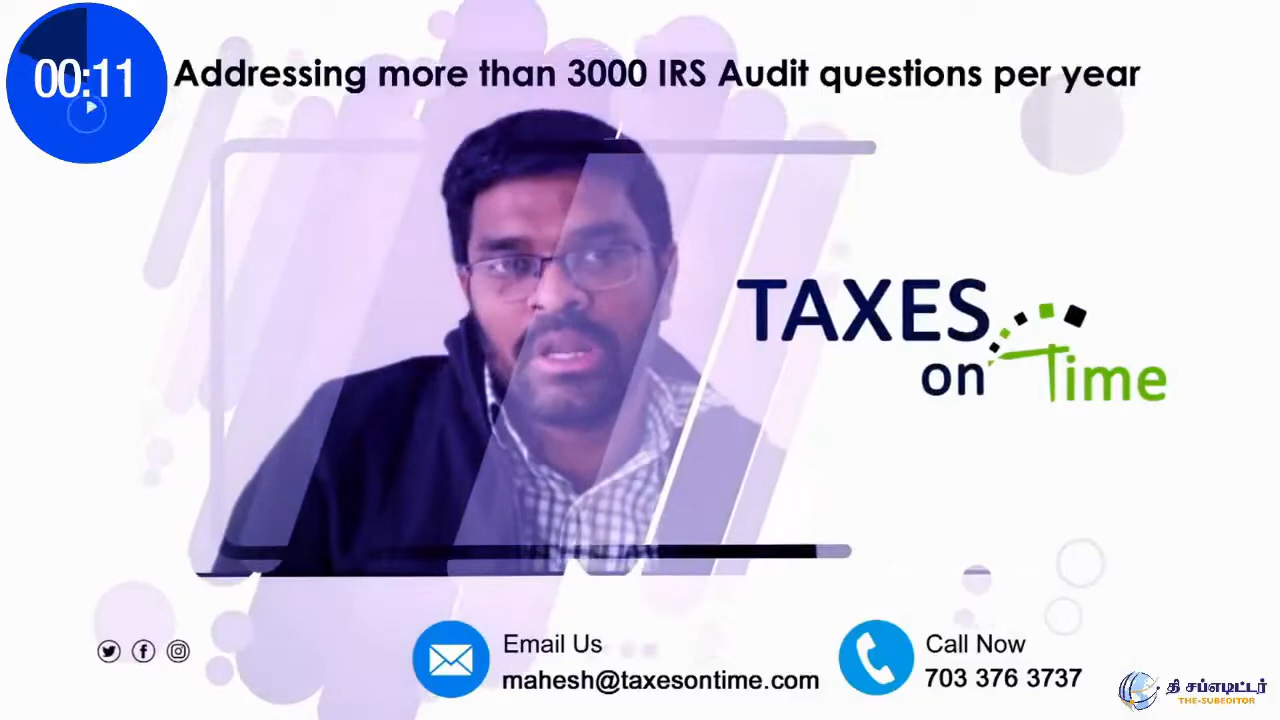 00:11
Addressing more than 3000 IRS Audit questions per year
TAXES
on Time
Email Us
mahesh@taxesontime.com
Call Now
703 376 3737
தி சப்எடிட்டர்
THE-SUBEDITOR